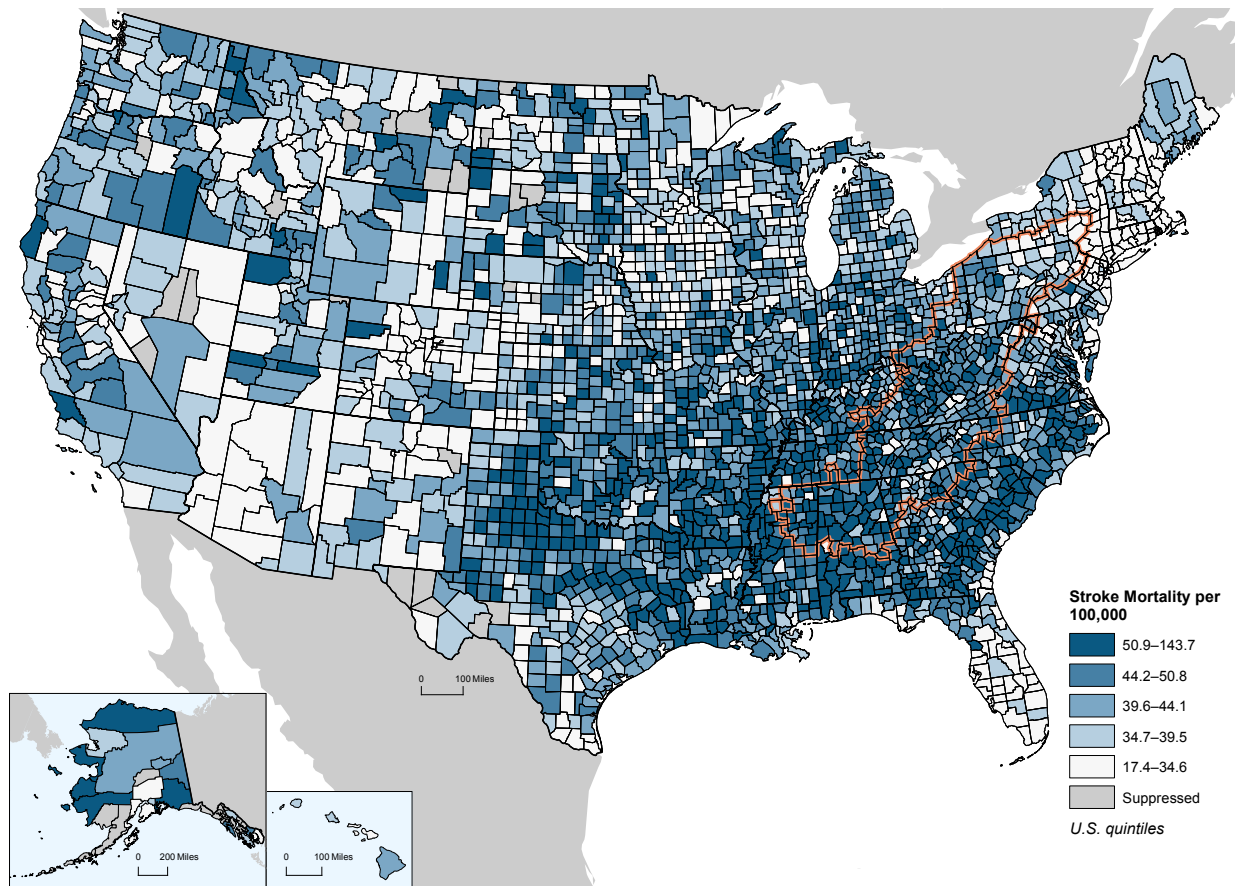 Stroke Mortality per
100,000
50.9–143.7
44.2–50.8
39.6–44.1
34.7–39.5
17.4–34.6
Suppressed
U.S. quintiles
0 100 Miles
0 200 Miles
0 100 Miles